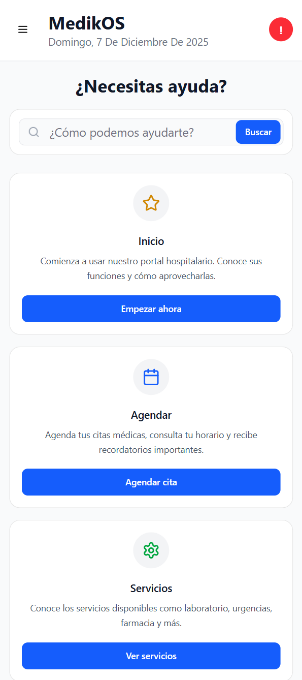 MedikOS
Domingo, 7 De Diciembre De 2025
!
¿Necesitas ayuda?
¿Cómo podemos ayudarte?
Buscar
Inicio
Comienza a usar nuestro portal hospitalario. Conoce sus
funciones y cómo aprovecharlas.
Empezar ahora
Agendar
Agenda tus citas médicas, consulta tu horario y recibe
recordatorios importantes.
Agendar cita
Servicios
Conoce los servicios disponibles como laboratorio, urgencias,
farmacia y más.
Ver servicios